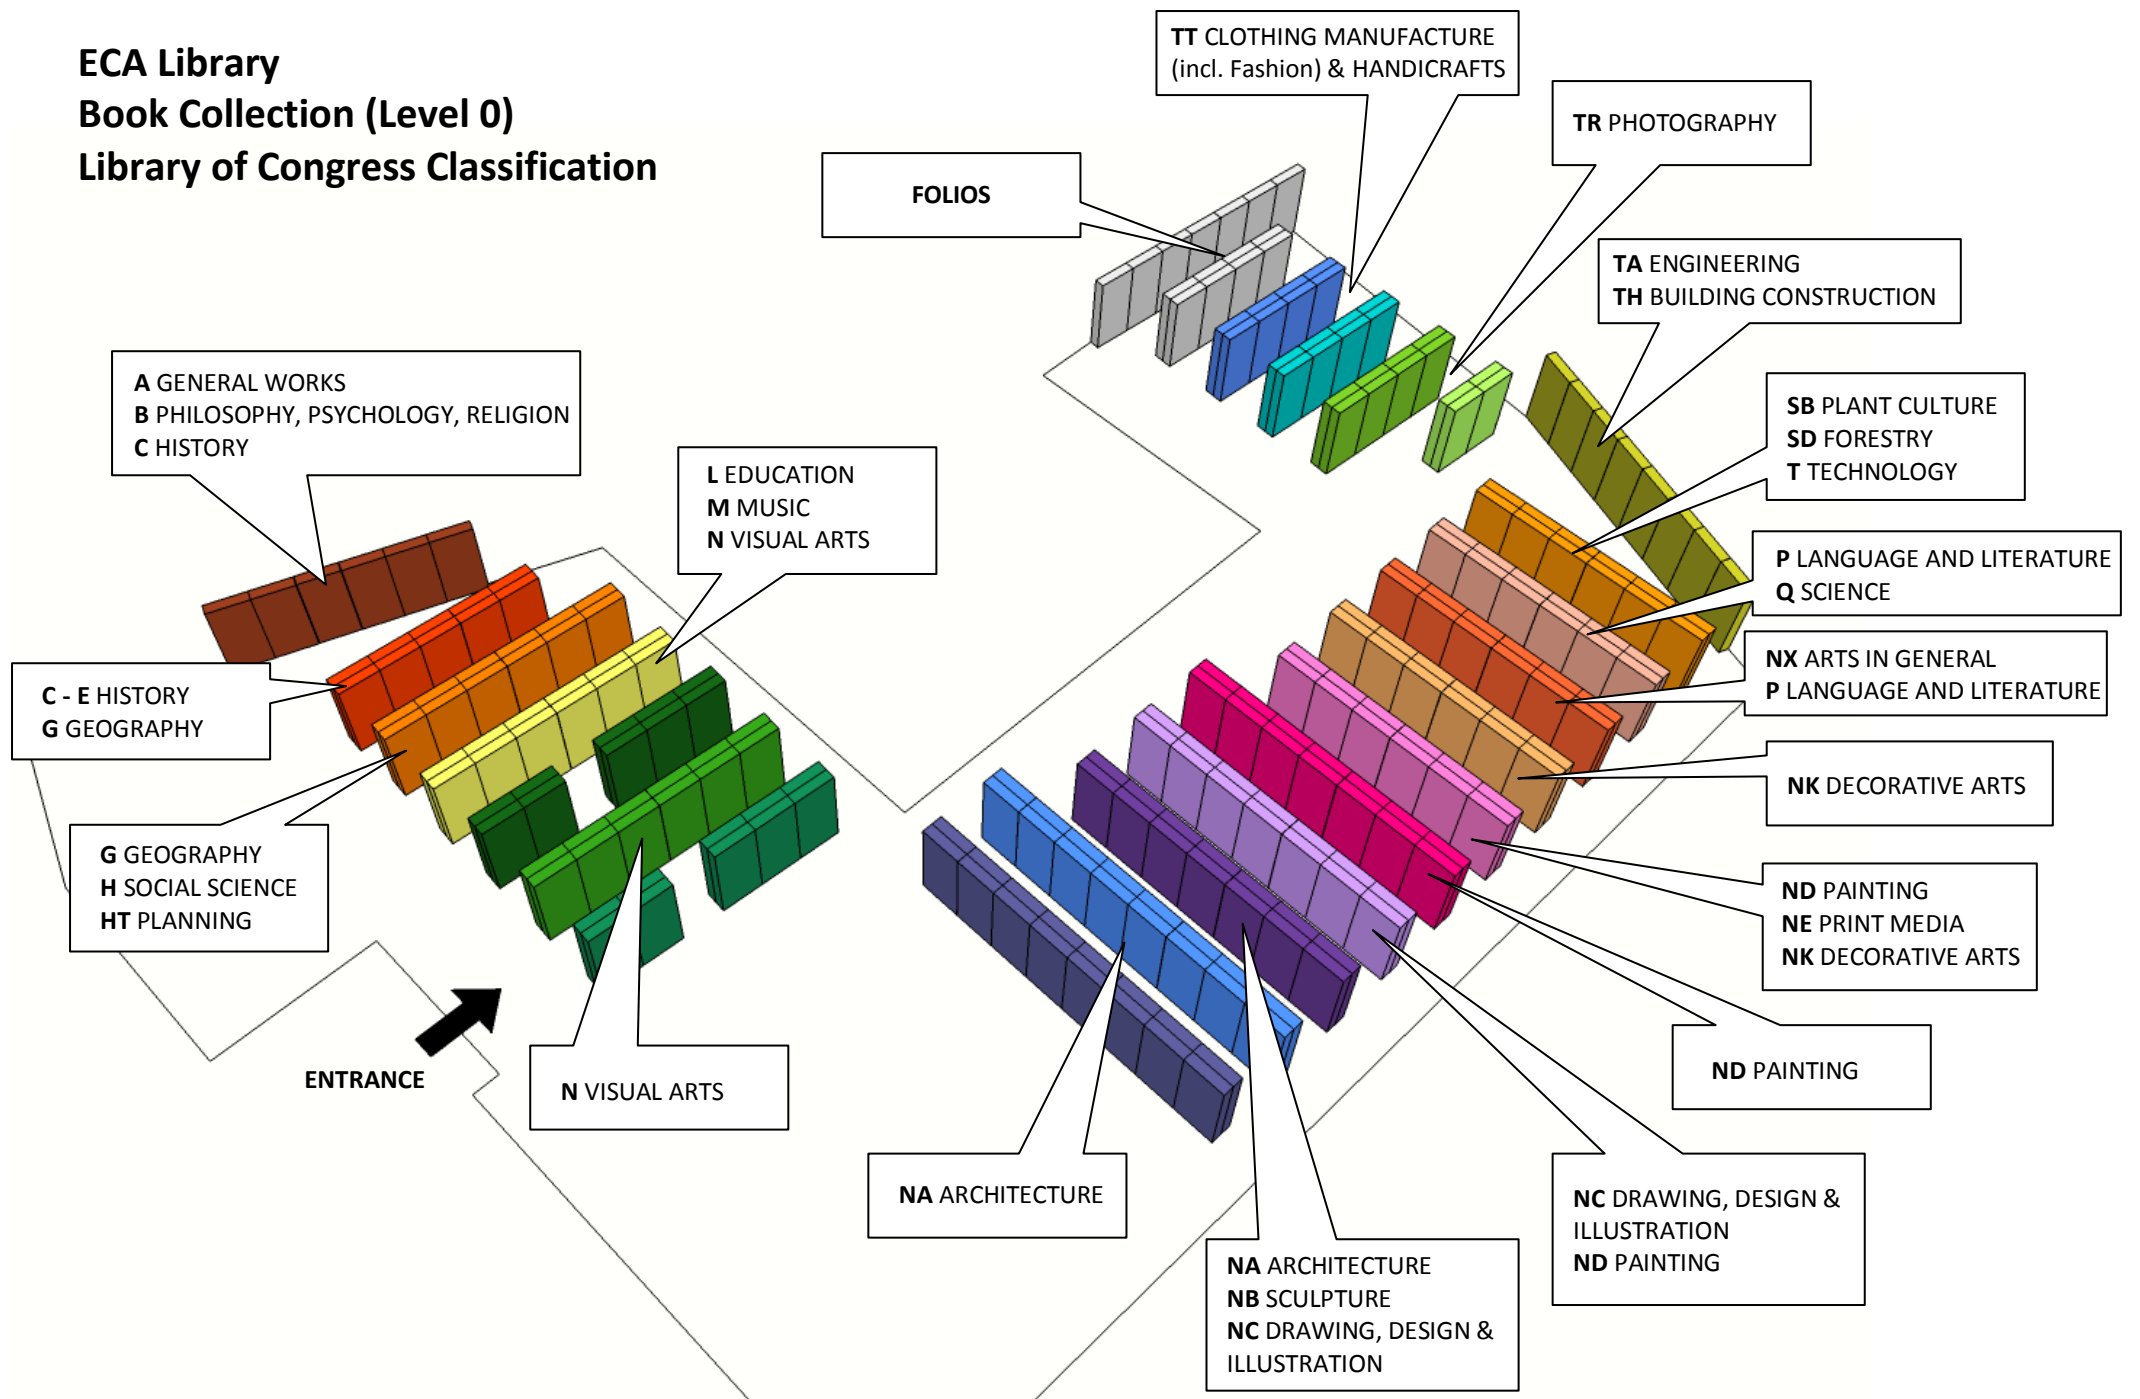 ECA Library
Book Collection (Level 0)
Library of Congress Classification
TT CLOTHING MANUFACTURE
(incl. Fashion) & HANDICRAFTS
TR PHOTOGRAPHY
FOLIOS
TA ENGINEERING
TH BUILDING CONSTRUCTION
A GENERAL WORKS
B PHILOSOPHY, PSYCHOLOGY, RELIGION
C HISTORY
SB PLANT CULTURE
SD FORESTRY
T TECHNOLOGY
L EDUCATION
M MUSIC
N VISUAL ARTS
P LANGUAGE AND LITERATURE
Q SCIENCE
C - E HISTORY
G GEOGRAPHY
NX ARTS IN GENERAL
P LANGUAGE AND LITERATURE
NK DECORATIVE ARTS
G GEOGRAPHY
H SOCIAL SCIENCE
HT PLANNING
ND PAINTING
NE PRINT MEDIA
NK DECORATIVE ARTS
ENTRANCE
N VISUAL ARTS
ND PAINTING
NA ARCHITECTURE
NC DRAWING, DESIGN &
ILLUSTRATION
ND PAINTING
NA ARCHITECTURE
NB SCULPTURE
NC DRAWING, DESIGN &
ILLUSTRATION